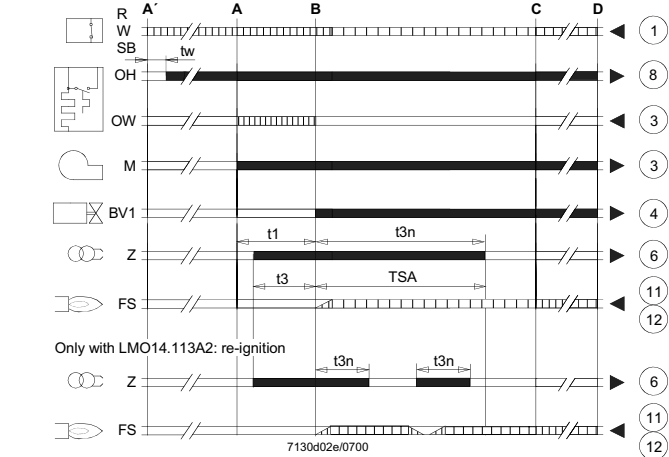 A´ A B C D
R
W 1
SB tw
OH 8
OW 3
M 3
BV1 4
t1 t3n
Z 6
t3 TSA
FS 11
12
Only with LMO14.113A2: re-ignition
t3n t3n
Z 6
FS 11
12
7130d02e/0700